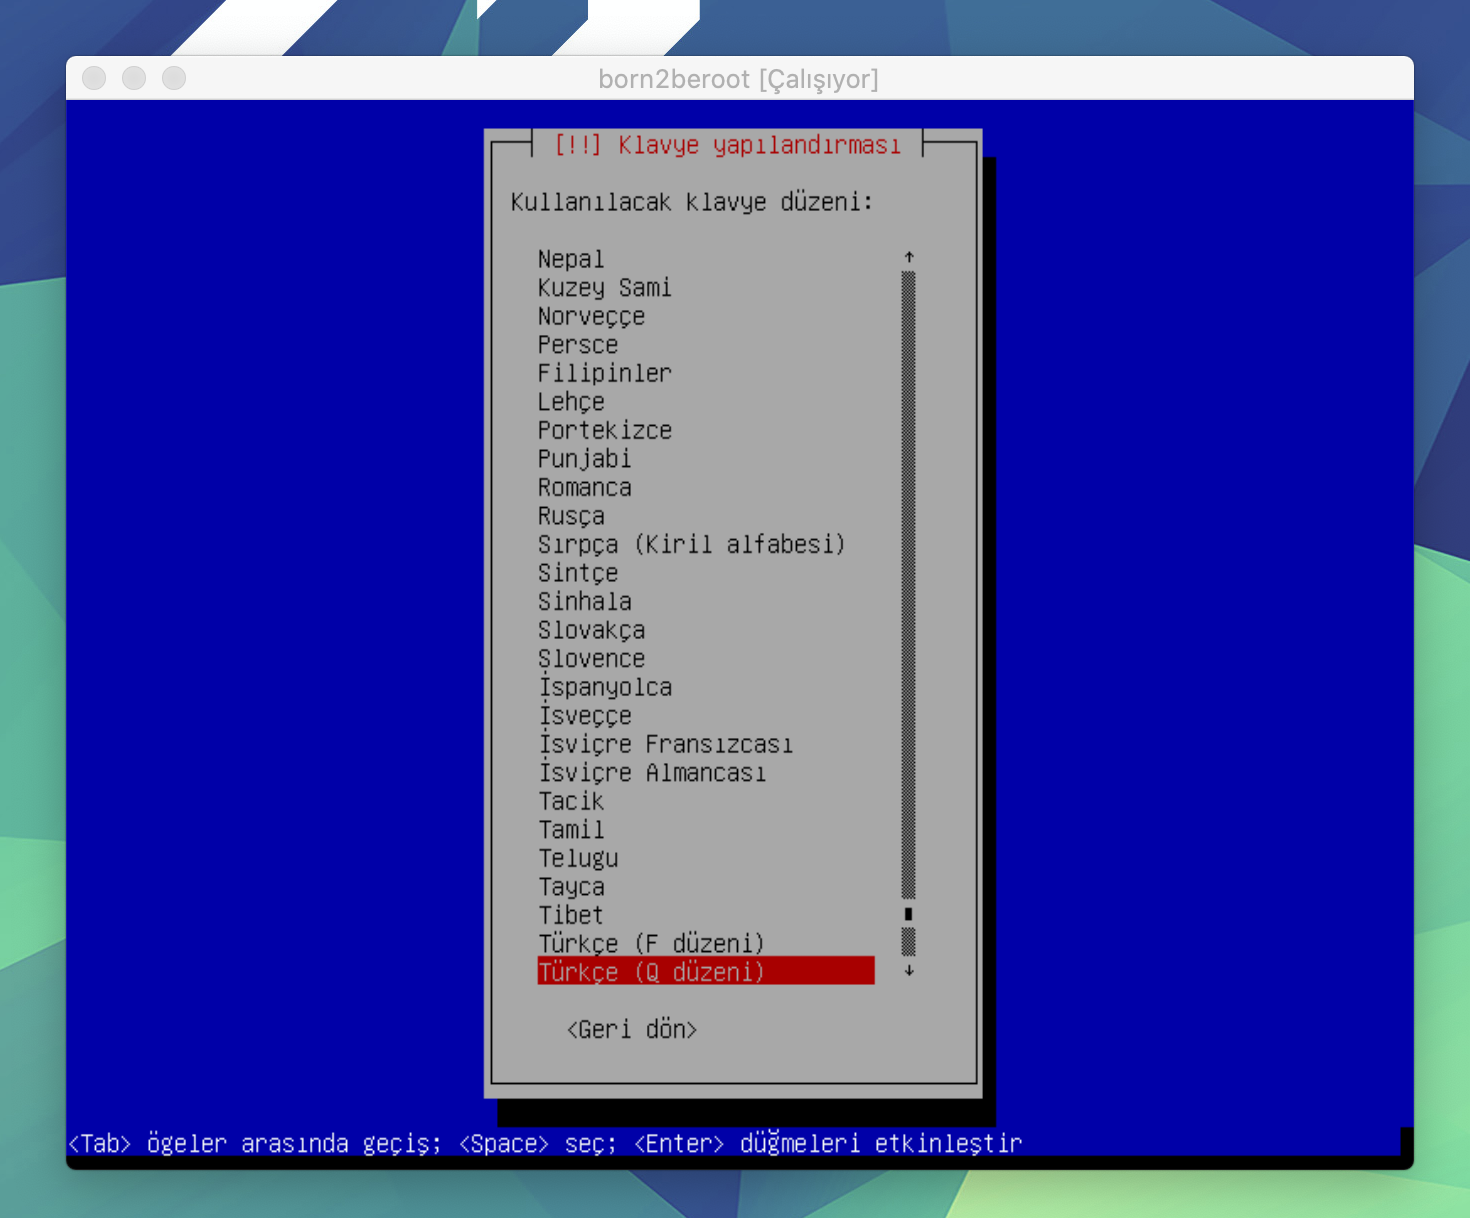 born2beroot [Çalışıyor]
[!!] Klavye yapılandırması
Kullanılacak klavye düzeni:
Nepal
Kuzey Sami
Norveççe
Persce
Filipinler
Lehçe
Portekizce
Punjabi
Romanca
Rusça
Sırpça (Kiril alfabesi)
Sintçe
Sinhala
Slovakça
Slovence
İspanyolca
İsveççe
İsviçre Fransızcası
İsviçre Almancası
Tacik
Tamil
Telugu
Tayca
Tibet
Türkçe (F düzeni)
Türkçe (Q düzeni)
<Geri dön>
<Tab> ögeler arasında geçiş; <Space> seç; <Enter> düğmeleri etkinleştir